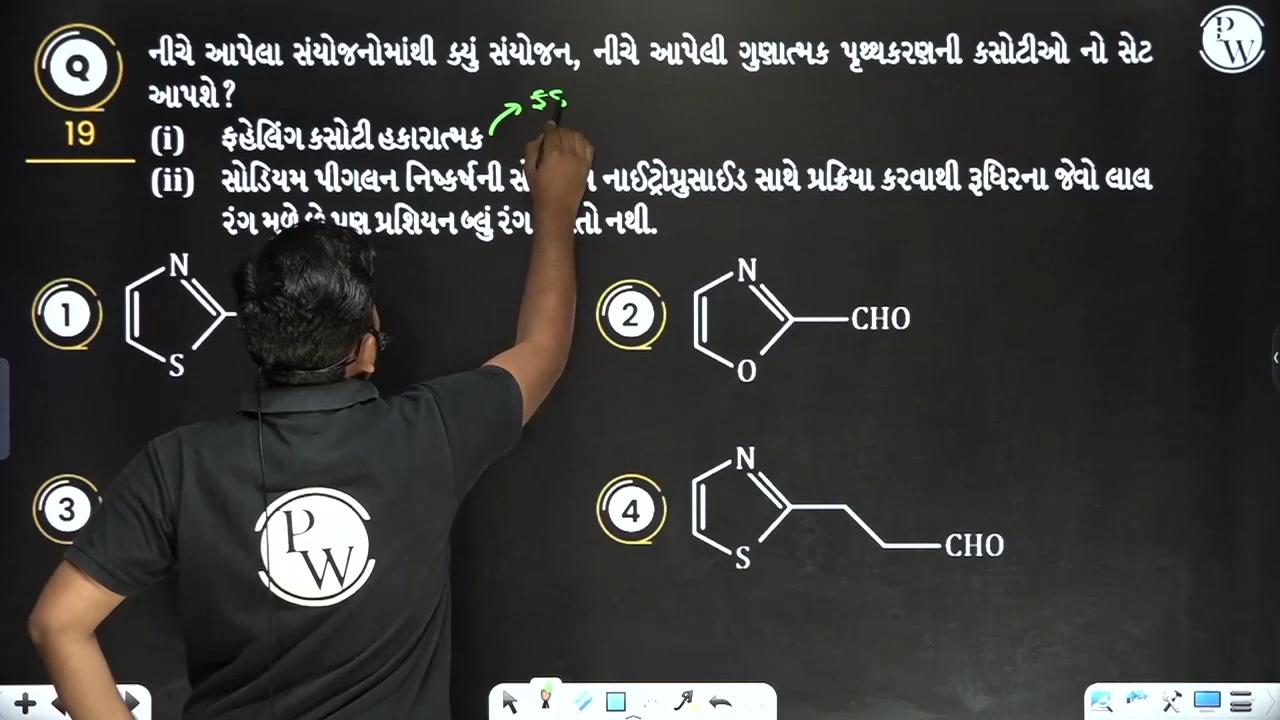 Q
PW
નીચે આપેલા સંયોજનોમાંથી ક્યું સંયોજન, નીચે આપેલી ગુણાત્મક પૃથ્થકરણની કસોટીઓ નો સેટ
આપશે?
19
(i) ફહેલિંગ કસોટી હકારાત્મક
(ii) સોડિયમ પીગલન નિષ્કર્ષની નાઈટ્રોપ્રુસાઈડ સાથે પ્રક્રિયા કરવાથી રૂધિરના જેવો લાલ
રંગ મળે છે પણ પ્રશિયન બ્લું રંગ નથી.
1
N
S
2
N
O
CHO
3
4
N
S
CHO
PW